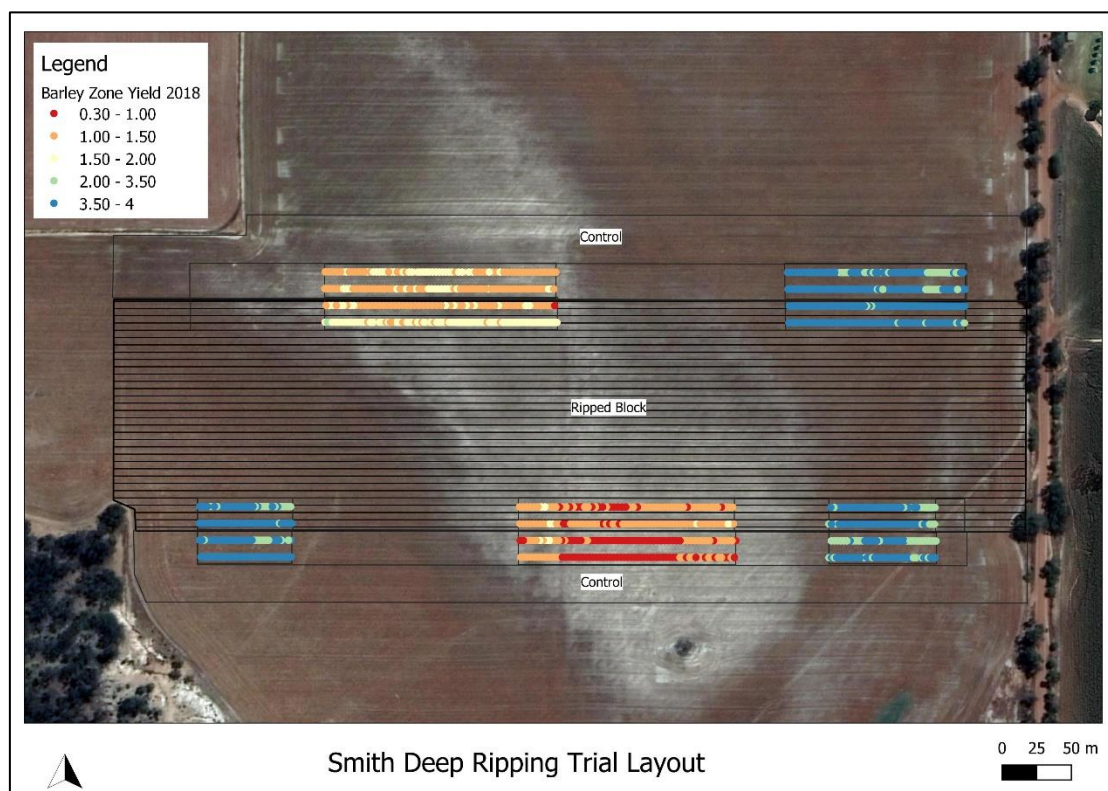 Legend
Barley Zone Yield 2018
0.30 - 1.00
1.00 - 1.50
1.50 - 2.00
2.00 - 3.50
3.50 - 4
Control
Ripped Block
Control
Smith Deep Ripping Trial Layout
0 25 50 m